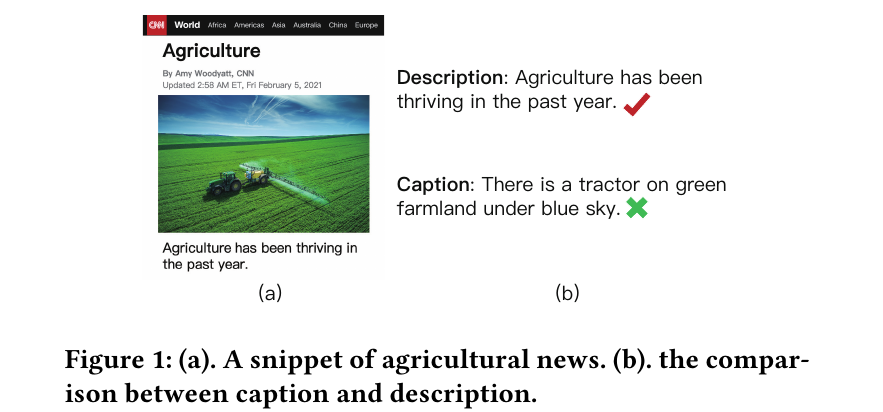 CNN World Africa Americas Asia Australia China Europe
Agriculture
By Amy Woodyatt, CNN
Updated 2:58 AM ET, Fri February 5, 2021
Agriculture has been thriving in
the past year.
(a)
Description: Agriculture has been
thriving in the past year.
Caption: There is a tractor on green
farmland under blue sky.
(b)
Figure 1: (a). A snippet of agricultural news. (b). the compar-
ison between caption and description.